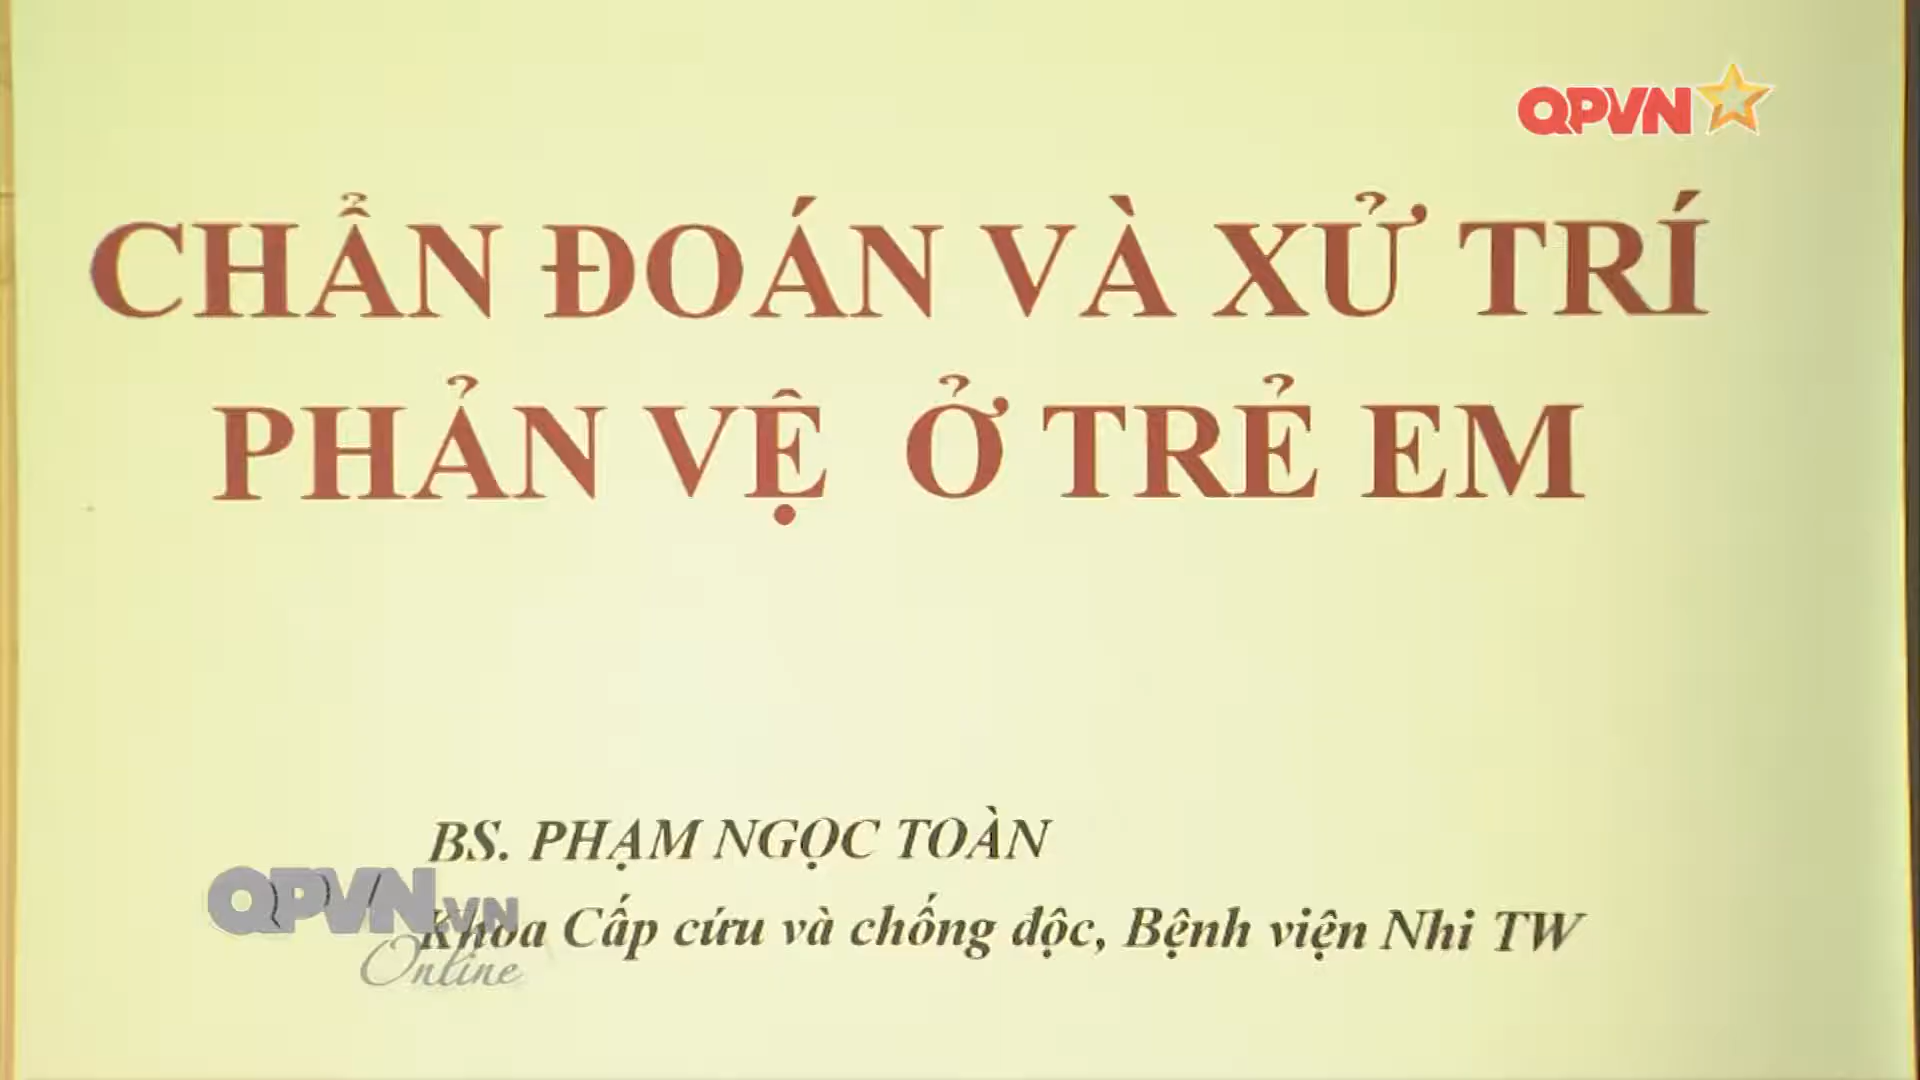 QPVN
CHẨN ĐOÁN VÀ XỬ TRÍ
PHẢN VỆ Ở TRẺ EM
BS. PHẠM NGỌC TOÀN
Khoa Cấp cứu và chống độc, Bệnh viện Nhi TW
QPVN.VN
Online